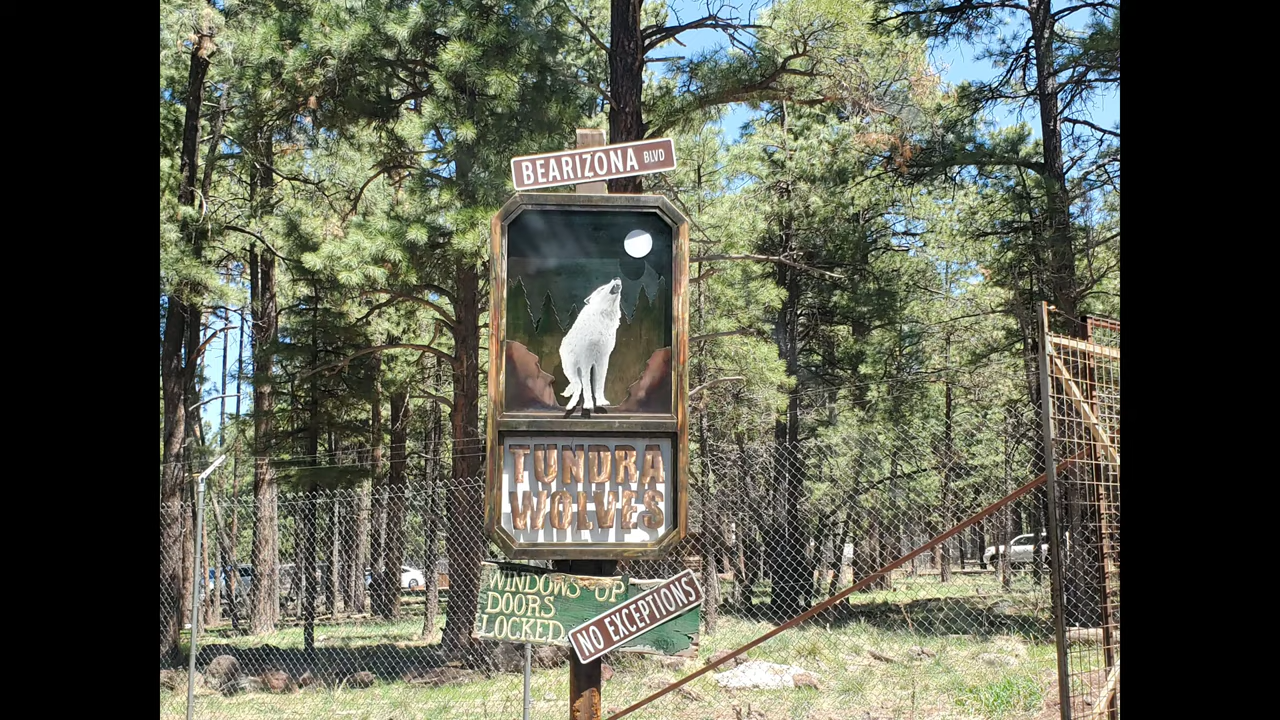 BEARIZONA BLVD
TUNDRA
WOLVES
WINDOWS UP
DOORS
LOCKED
NO EXCEPTIONS